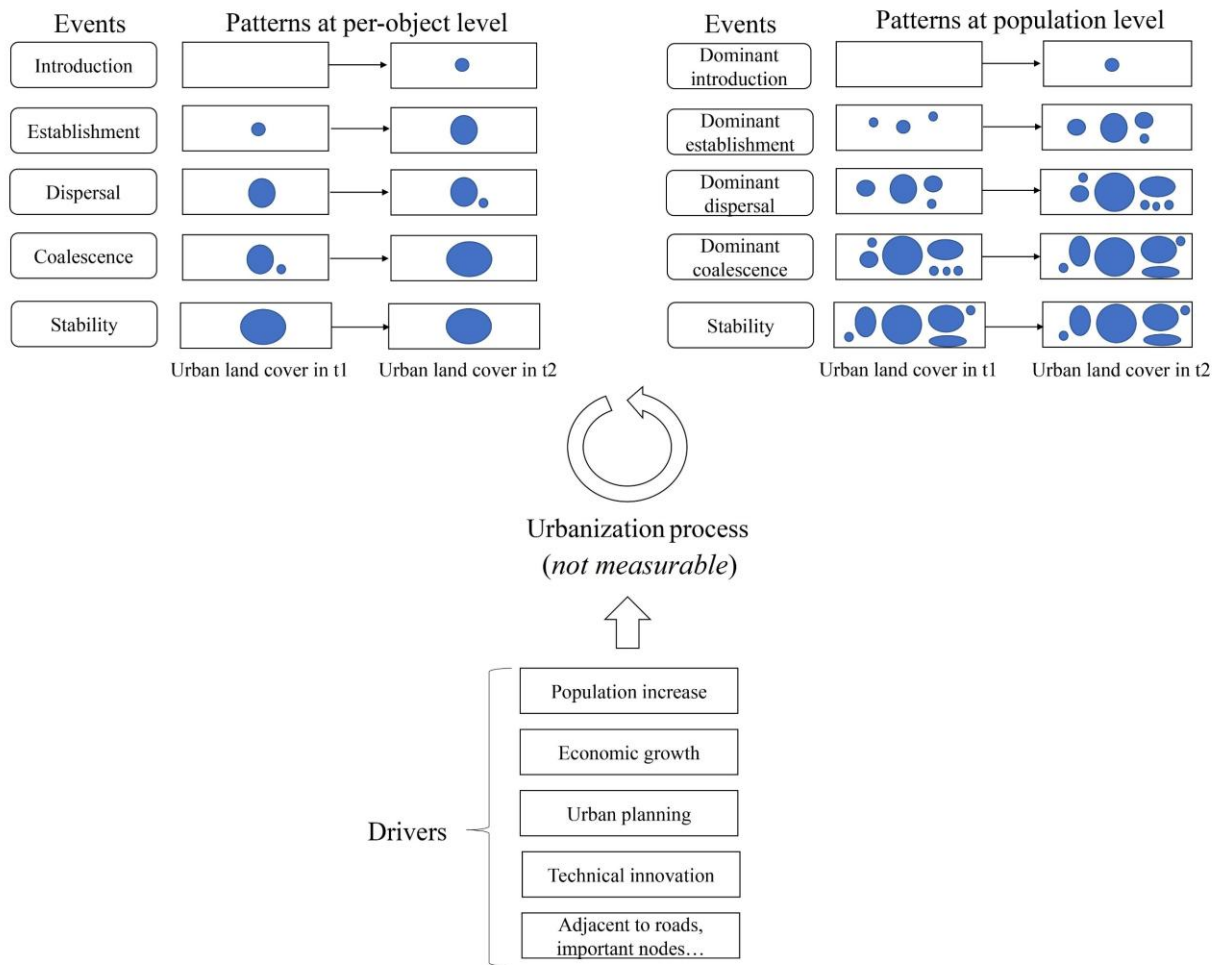 Events
Patterns at per-object level
Introduction
Establishment
Dispersal
Coalescence
Stability
Urban land cover in t1
Urban land cover in t2
Events
Patterns at population level
Dominant
introduction
Dominant
establishment
Dominant
dispersal
Dominant
coalescence
Stability
Urban land cover in t1
Urban land cover in t2
Urbanization process
(not measurable)
Drivers
Population increase
Economic growth
Urban planning
Technical innovation
Adjacent to roads,
important nodes…